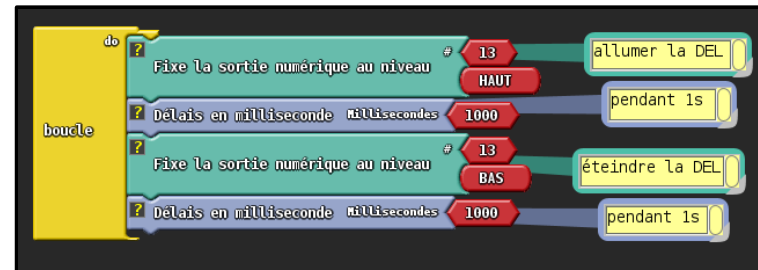 boucle
do
? Fixe la sortie numérique au niveau # 13 allumer la DEL
HAUT
? Délais en milliseconde Millisecondes 1000 pendant 1s
? Fixe la sortie numérique au niveau # 13 éteindre la DEL
BAS
? Délais en milliseconde Millisecondes 1000 pendant 1s